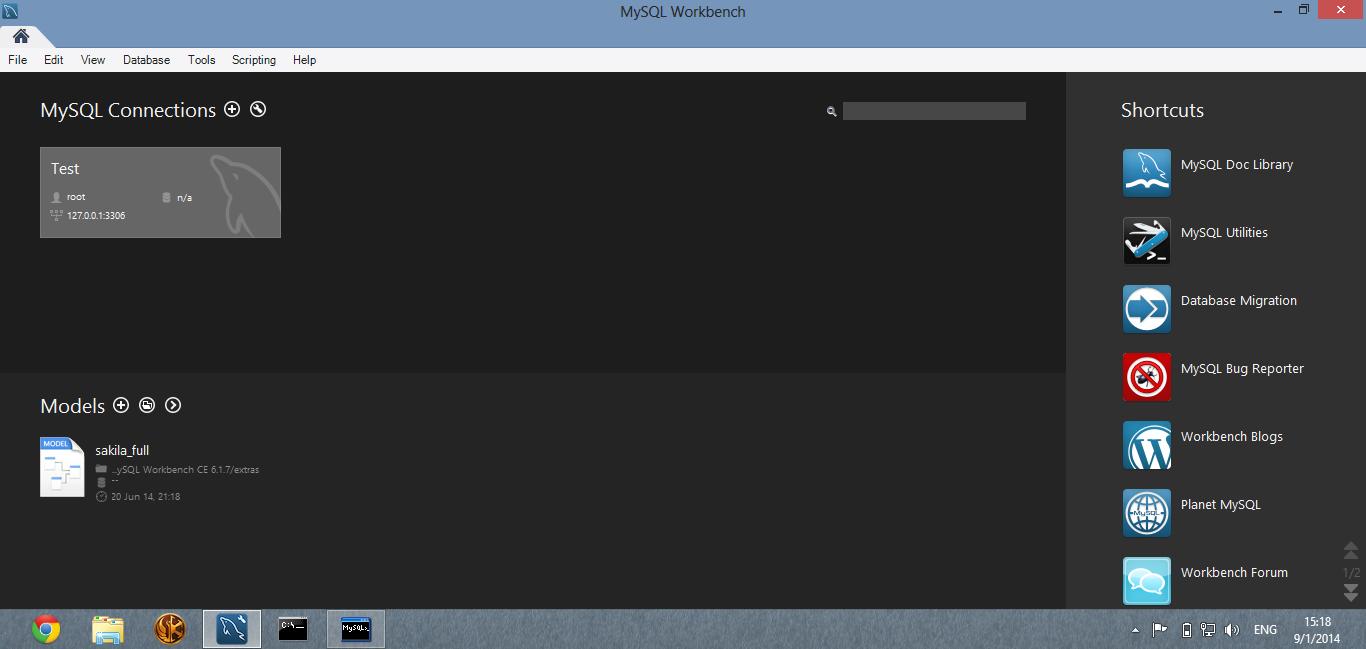 MySQL Workbench
File Edit View Database Tools Scripting Help
MySQL Connections
Shortcuts
Test
root
n/a
127.0.0.1:3306
MySQL Doc Library
MySQL Utilities
Database Migration
MySQL Bug Reporter
Workbench Blogs
Planet MySQL
MySQL
Workbench Forum
1/2
Models
MODEL
sakila_full
..ySQL Workbench CE 6.1.7/extras
--
20 Jun 14, 21:18
C:\_
MySQL>
ENG
15:18
9/1/2014